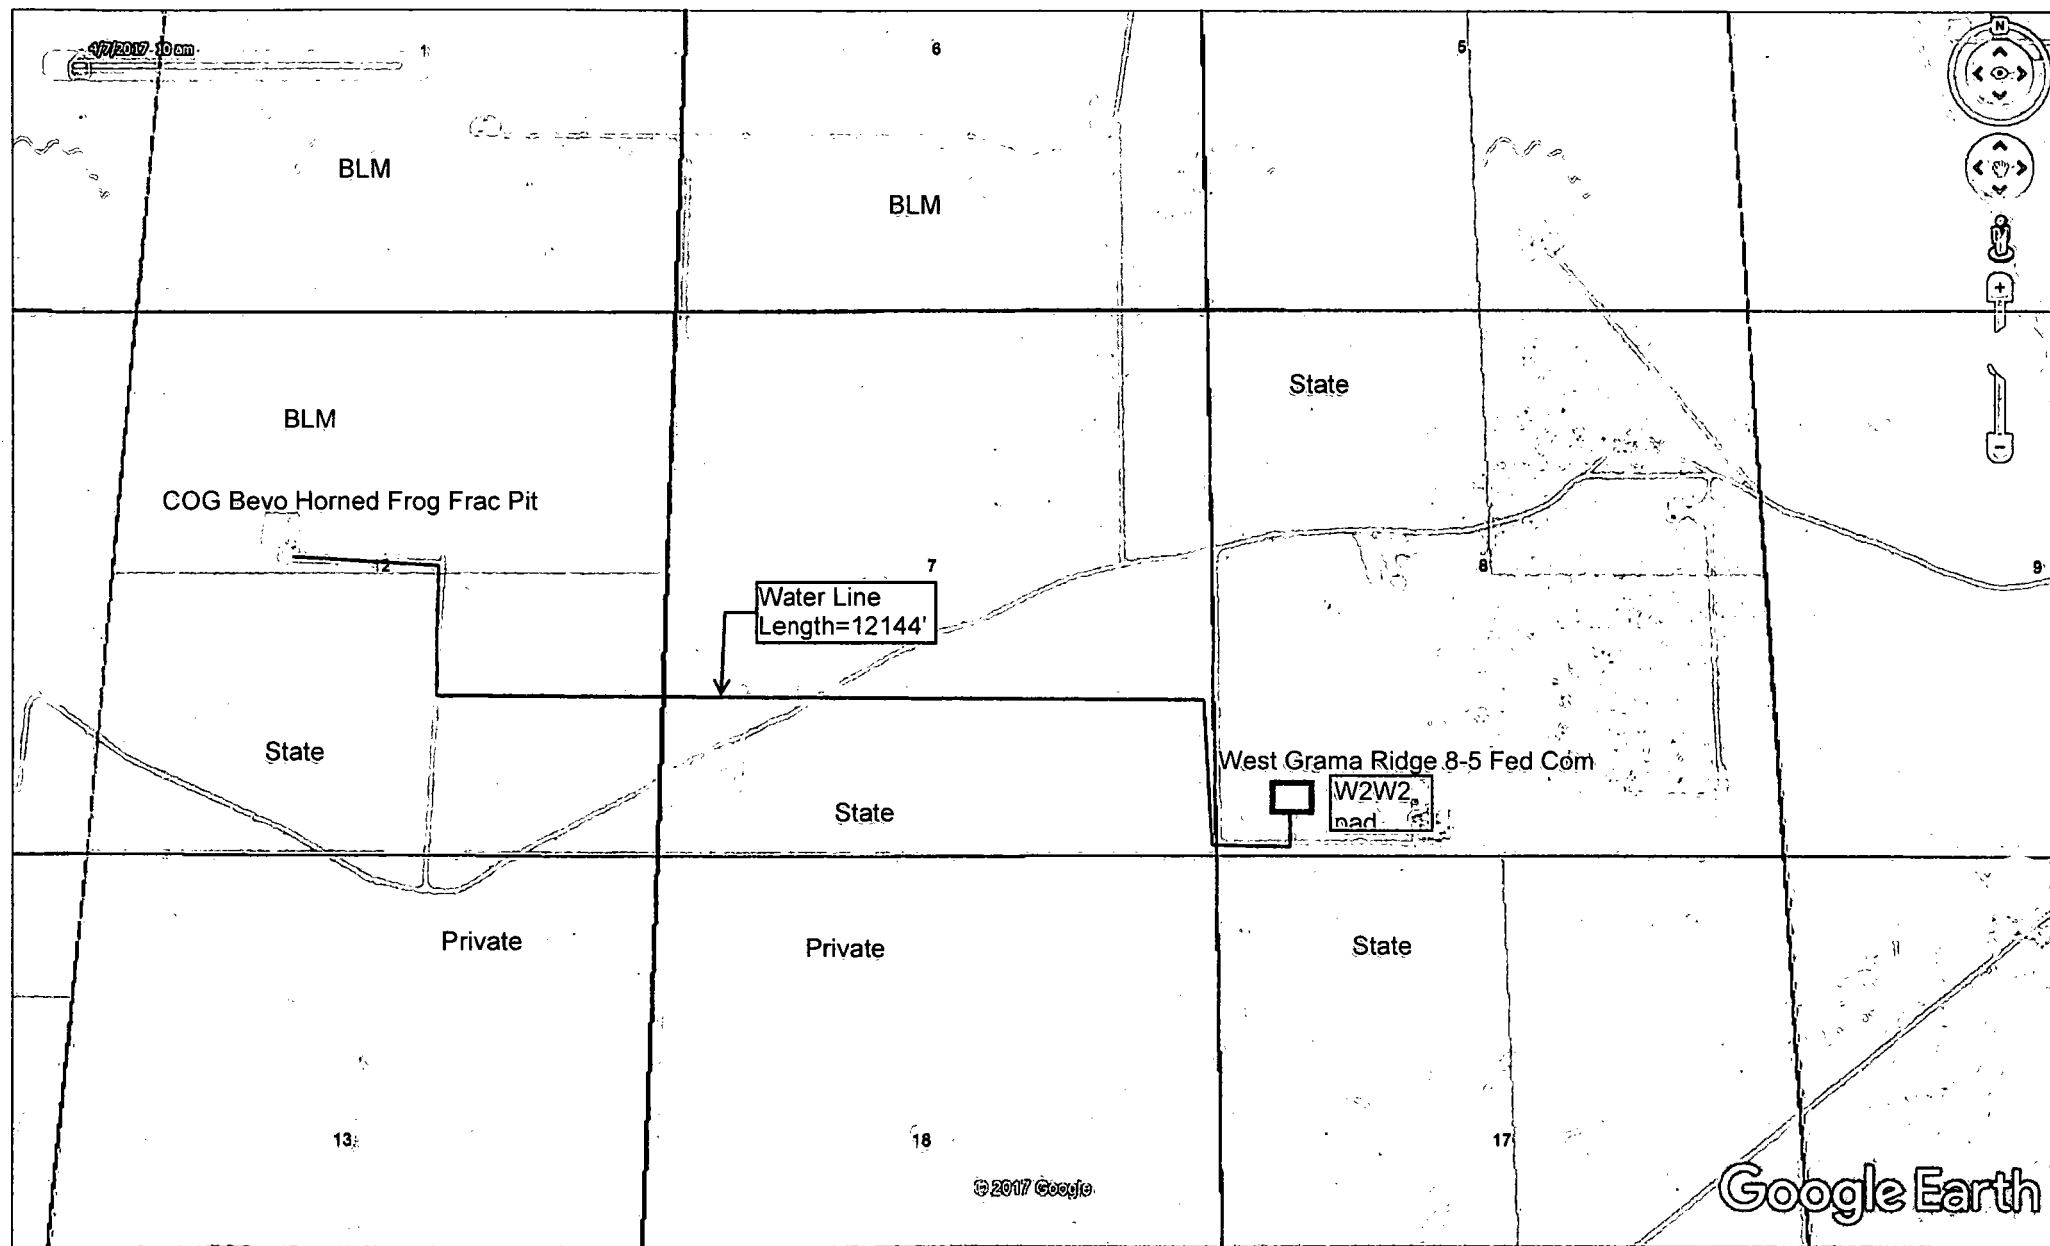 4/7/2017 10 am
1
6
5
N
BLM
BLM
State
BLM
COG Bevo Horned Frog Frac Pit
12
7
8
9
Water Line
Length=12144'
State
West Grama Ridge 8-5 Fed Com
W2W2
pad
State
Private
Private
State
13
18
17
© 2017 Google
Google Earth